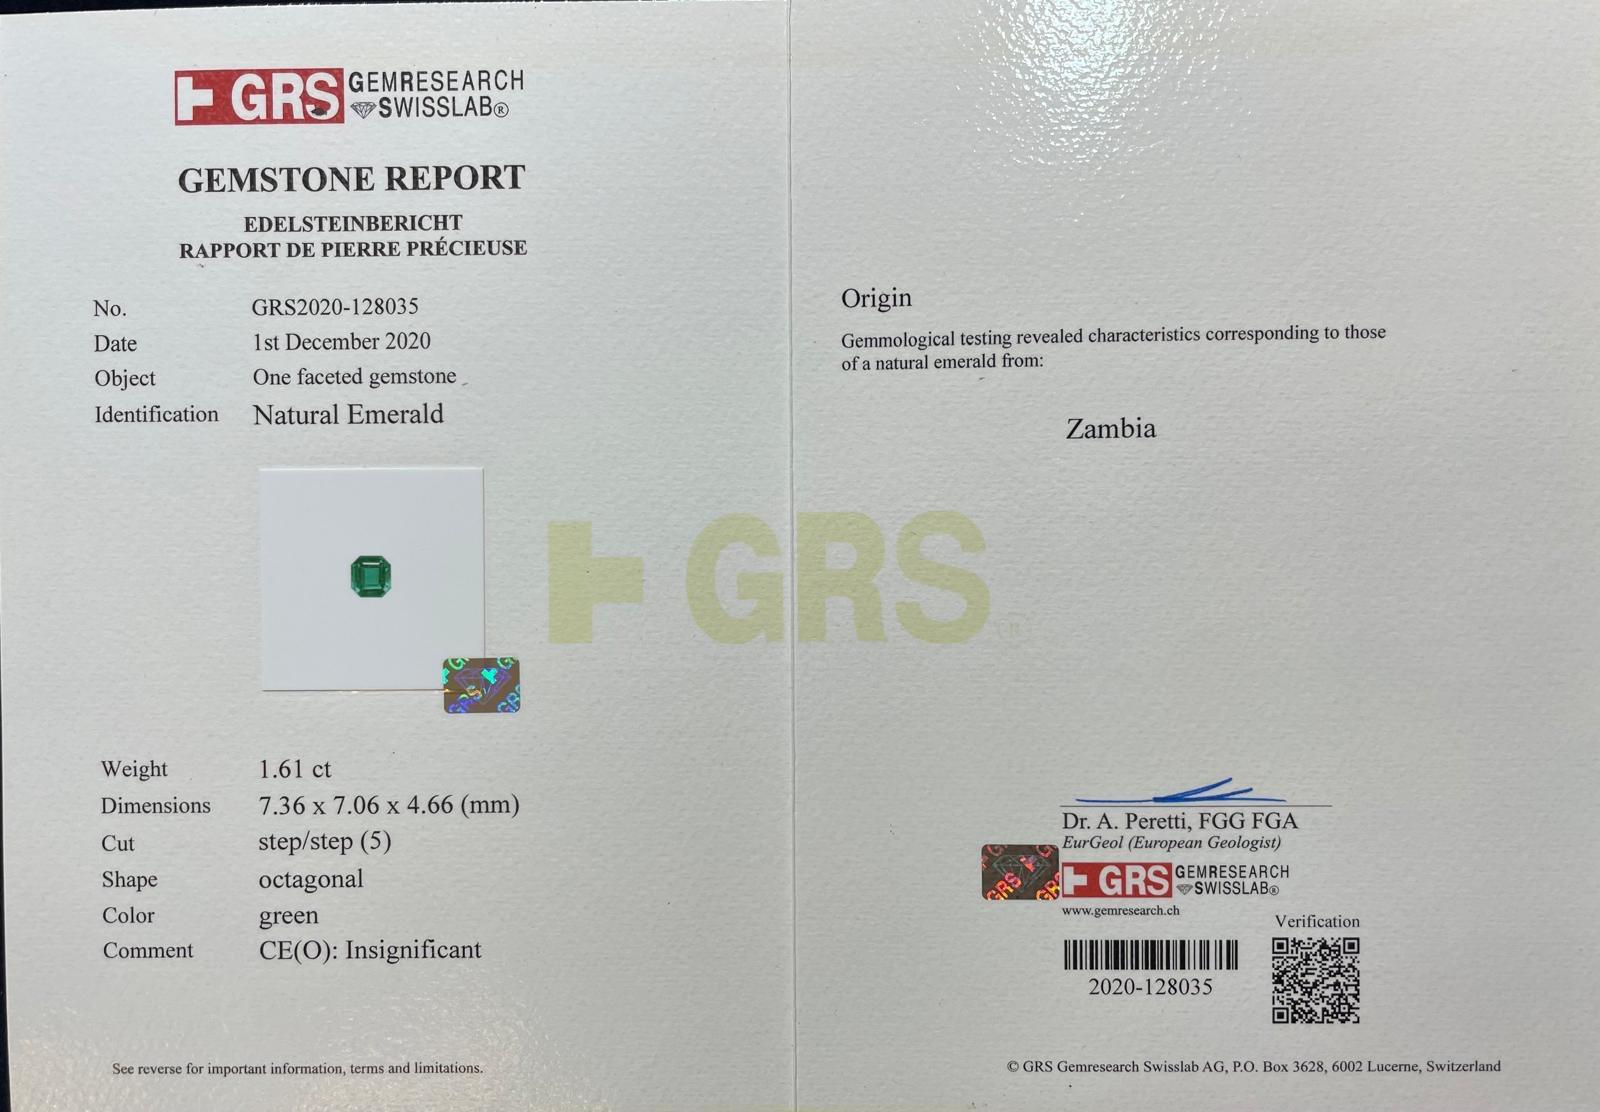 GRS GEMRESEARCH
SWISSLAB®
GEMSTONE REPORT
EDELSTEINBERICHT
RAPPORT DE PIERRE PRÉCIEUSE
No. GRS2020-128035
Date 1st December 2020
Object One faceted gemstone
Identification Natural Emerald
Weight 1.61 ct
Dimensions 7.36 x 7.06 x 4.66 (mm)
Cut step/step (5)
Shape octagonal
Color green
Comment CE(O): Insignificant
See reverse for important information, terms and limitations.
GRS
Origin
Gemmological testing revealed characteristics corresponding to those
of a natural emerald from:
Zambia
Dr. A. Peretti, FGG FGA
EurGeol (European Geologist)
GRS GEMRESEARCH
SWISSLAB®
www.gemresearch.ch
Verification
2020-128035
© GRS Gemresearch Swisslab AG, P.O. Box 3628, 6002 Lucerne, Switzerland